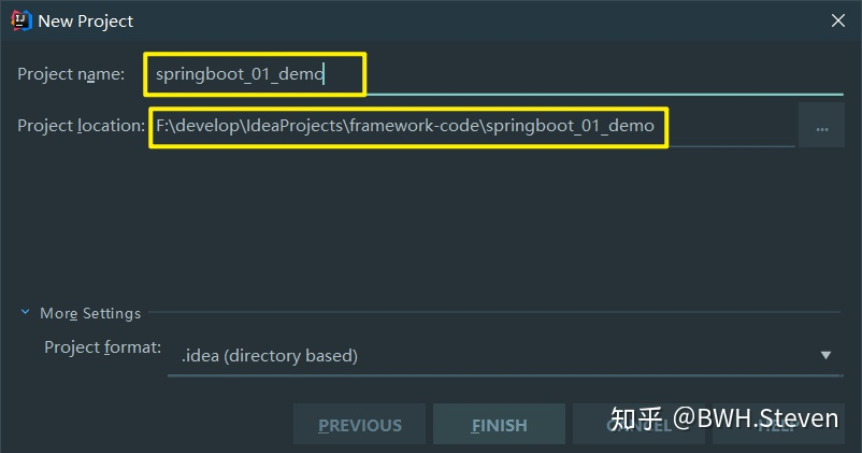 New Project
Project name: springboot_01_demo
Project location: F:\develop\IdeaProjects\framework-code\springboot_01_demo ...
More Settings
Project format: .idea (directory based)
PREVIOUS FINISH CANCEL HELP
知乎 @BWH.Steven